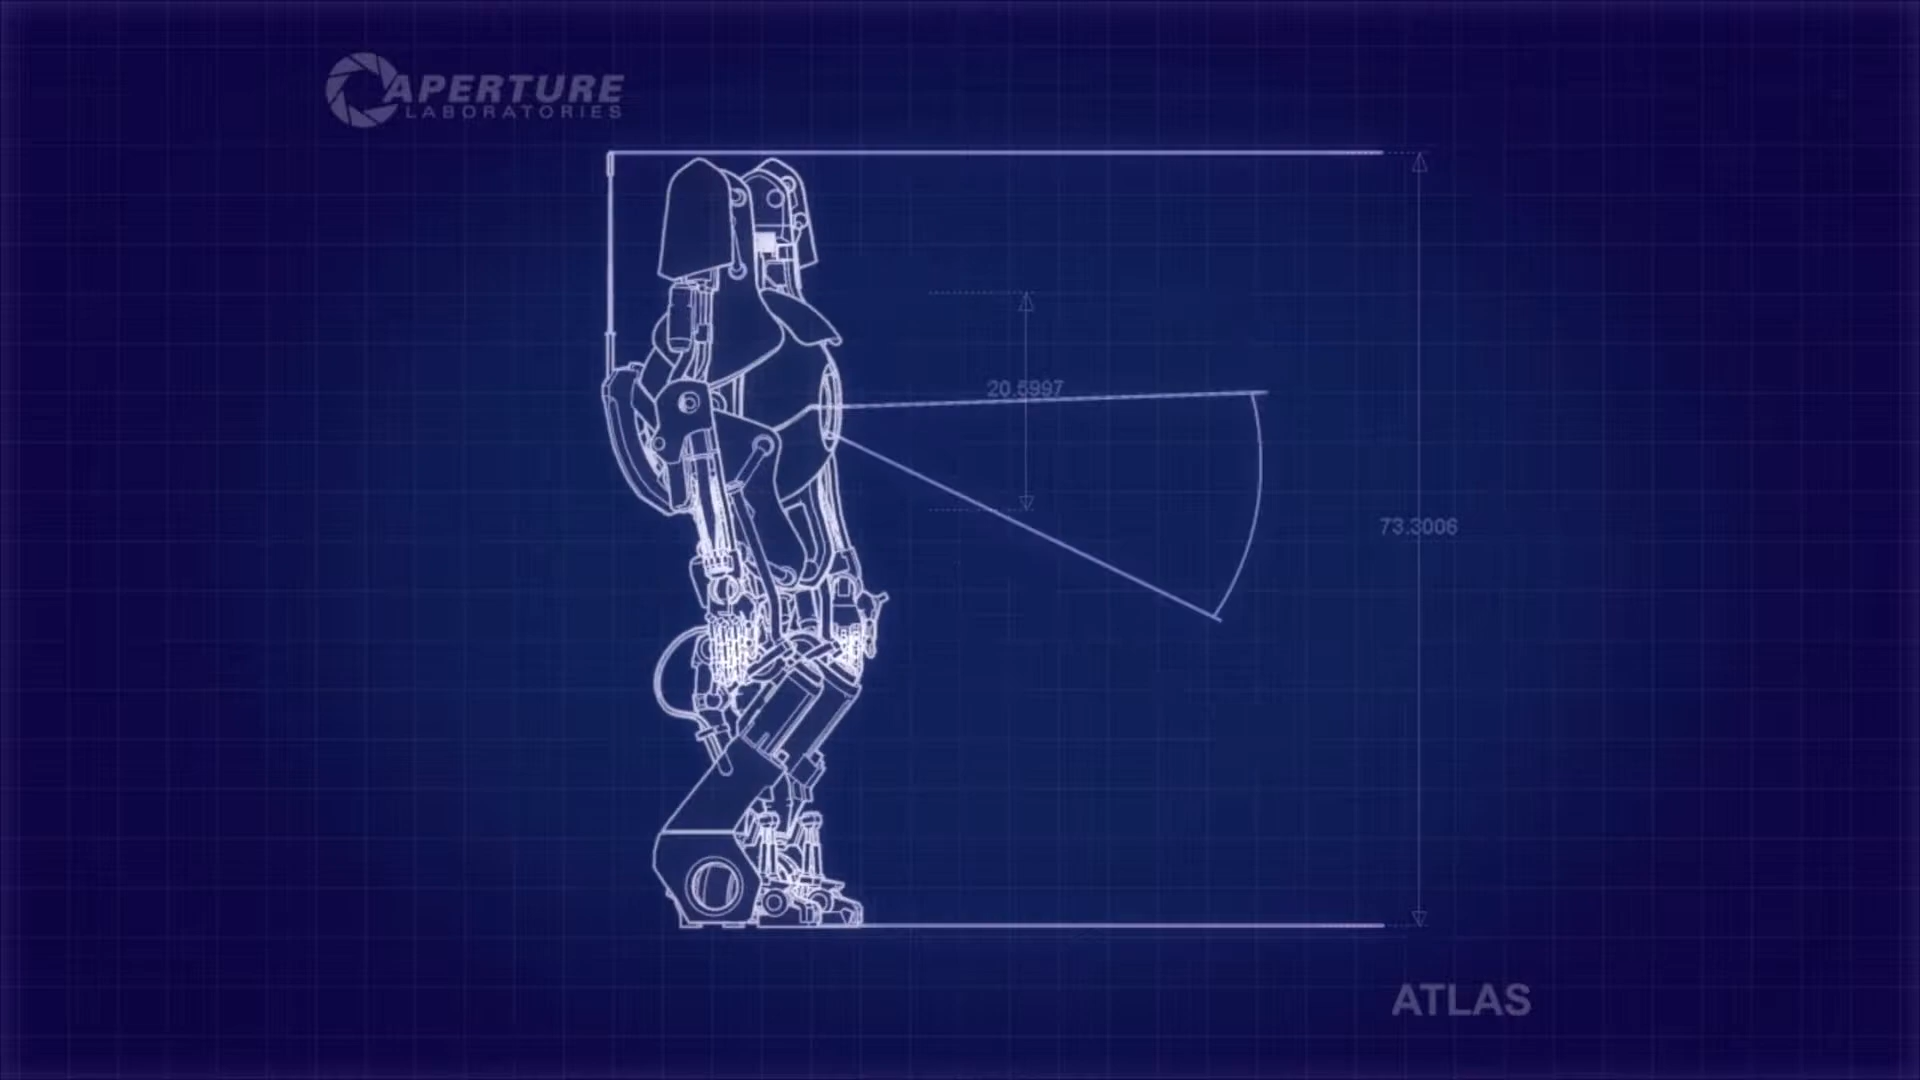 APERTURE
LABORATORIES
20.5997
73.3006
ATLAS